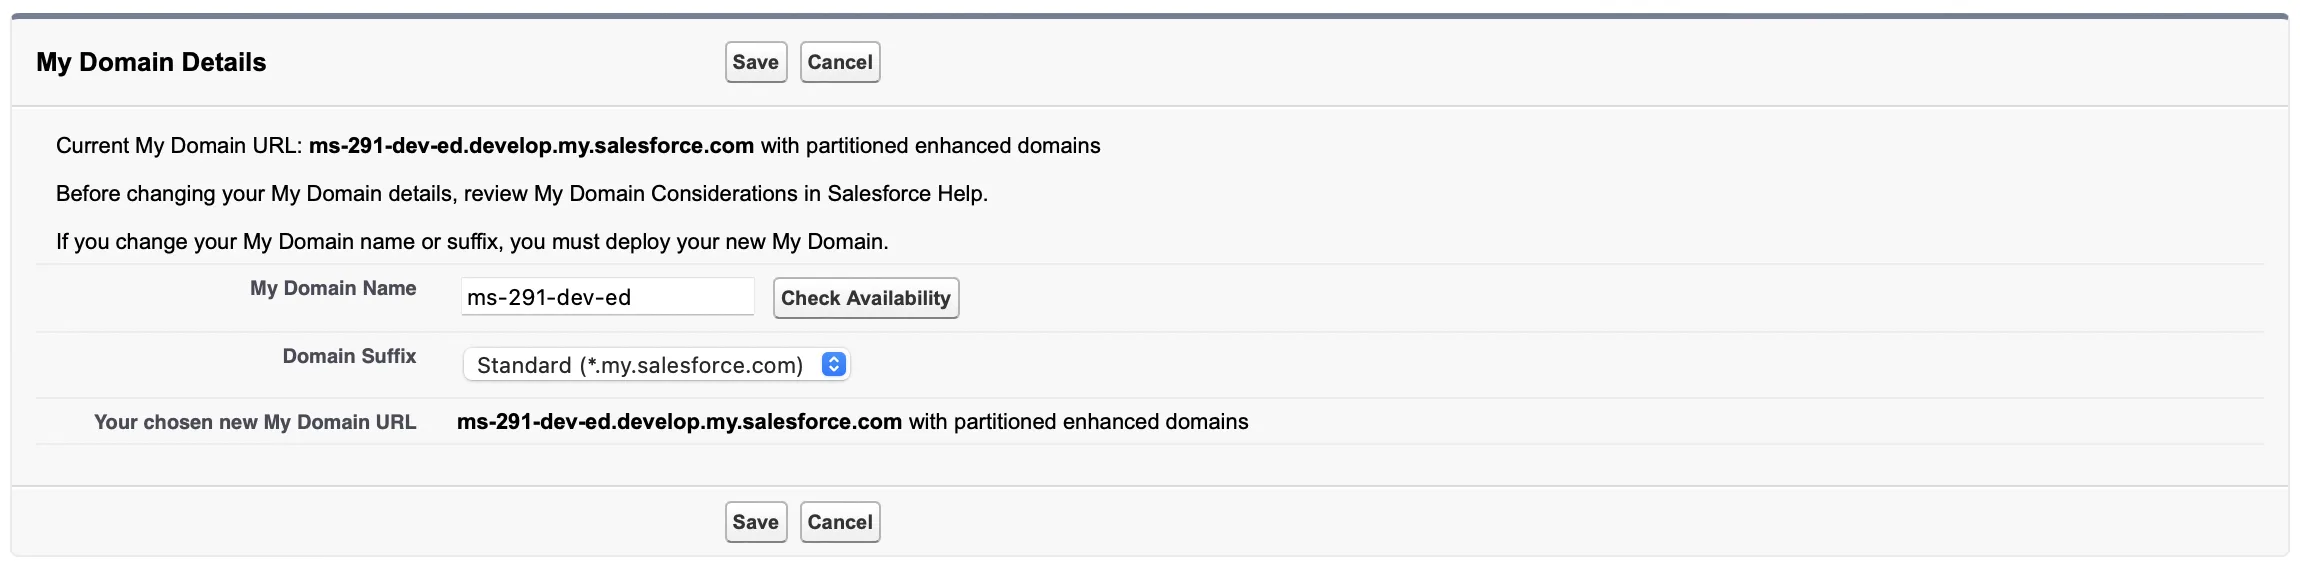 My Domain Details
Save Cancel
Current My Domain URL: ms-291-dev-ed.develop.my.salesforce.com with partitioned enhanced domains
Before changing your My Domain details, review My Domain Considerations in Salesforce Help.
If you change your My Domain name or suffix, you must deploy your new My Domain.
My Domain Name ms-291-dev-ed Check Availability
Domain Suffix Standard (*.my.salesforce.com)
Your chosen new My Domain URL ms-291-dev-ed.develop.my.salesforce.com with partitioned enhanced domains
Save Cancel